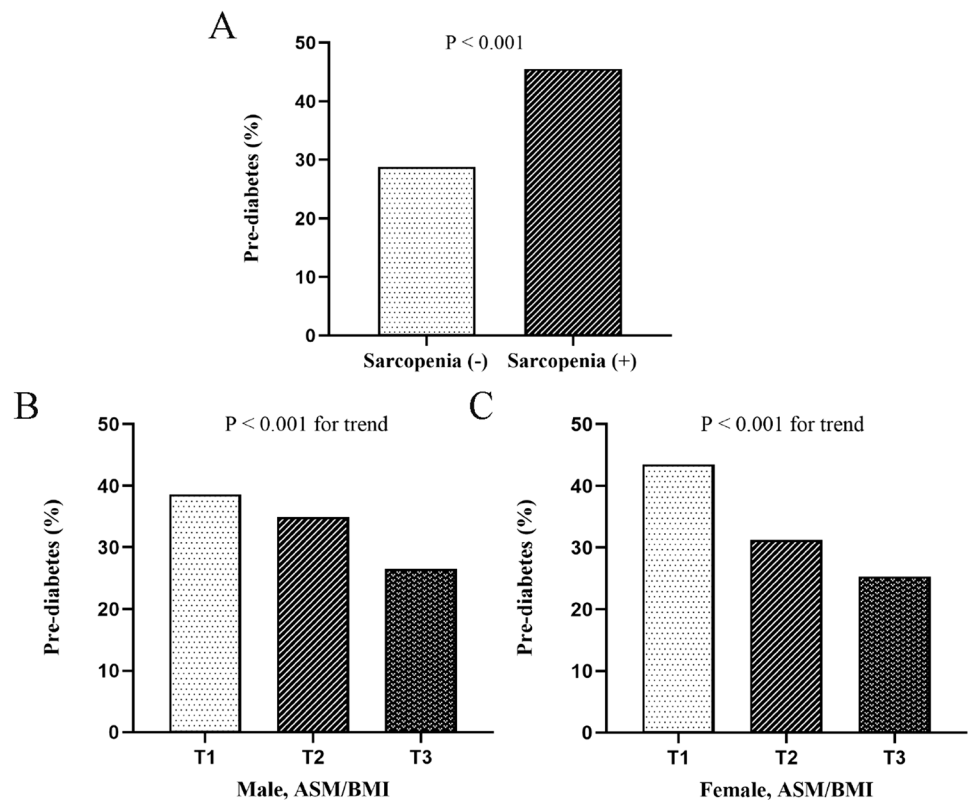 A
P < 0.001
Pre-diabetes (%)
50
40
30
20
10
0
Sarcopenia (-) Sarcopenia (+)
B
P < 0.001 for trend
Pre-diabetes (%)
50
40
30
20
10
0
T1 T2 T3
Male, ASM/BMI
C
P < 0.001 for trend
Pre-diabetes (%)
50
40
30
20
10
0
T1 T2 T3
Female, ASM/BMI